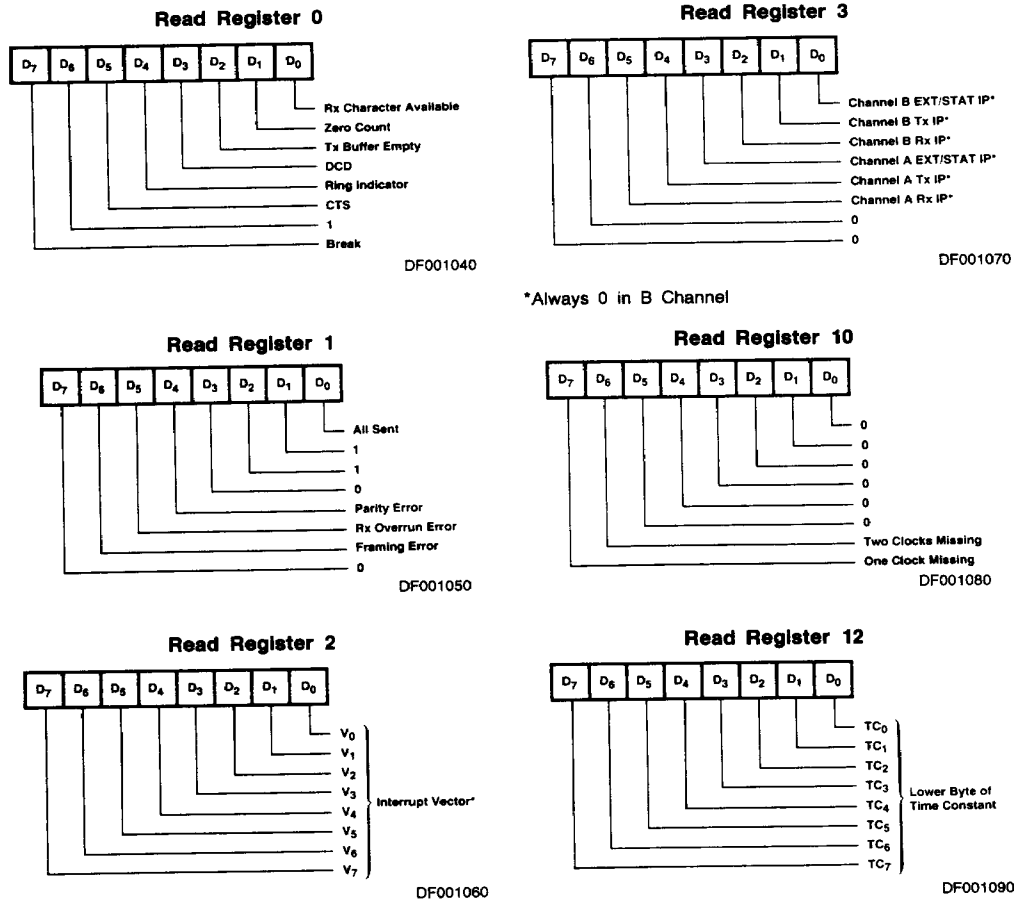 Read Register 0
D7 D6 D5 D4 D3 D2 D1 D0
Rx Character Available
Zero Count
Tx Buffer Empty
DCD
Ring Indicator
CTS
1
Break
DF001040
Read Register 3
D7 D6 D5 D4 D3 D2 D1 D0
Channel B EXT/STAT IP*
Channel B Tx IP*
Channel B Rx IP*
Channel A EXT/STAT IP*
Channel A Tx IP*
Channel A Rx IP*
0
0
DF001070
*Always 0 in B Channel
Read Register 1
D7 D6 D5 D4 D3 D2 D1 D0
All Sent
1
1
0
Parity Error
Rx Overrun Error
Framing Error
0
DF001050
Read Register 10
D7 D6 D5 D4 D3 D2 D1 D0
0
0
0
0
0
0
Two Clocks Missing
One Clock Missing
DF001080
Read Register 2
D7 D6 D5 D4 D3 D2 D1 D0
V0
V1
V2
V3
V4
V5
V6
V7
Interrupt Vector*
DF001060
Read Register 12
D7 D6 D5 D4 D3 D2 D1 D0
TC0
TC1
TC2
TC3
TC4
TC5
TC6
TC7
Lower Byte of
Time Constant
DF001090